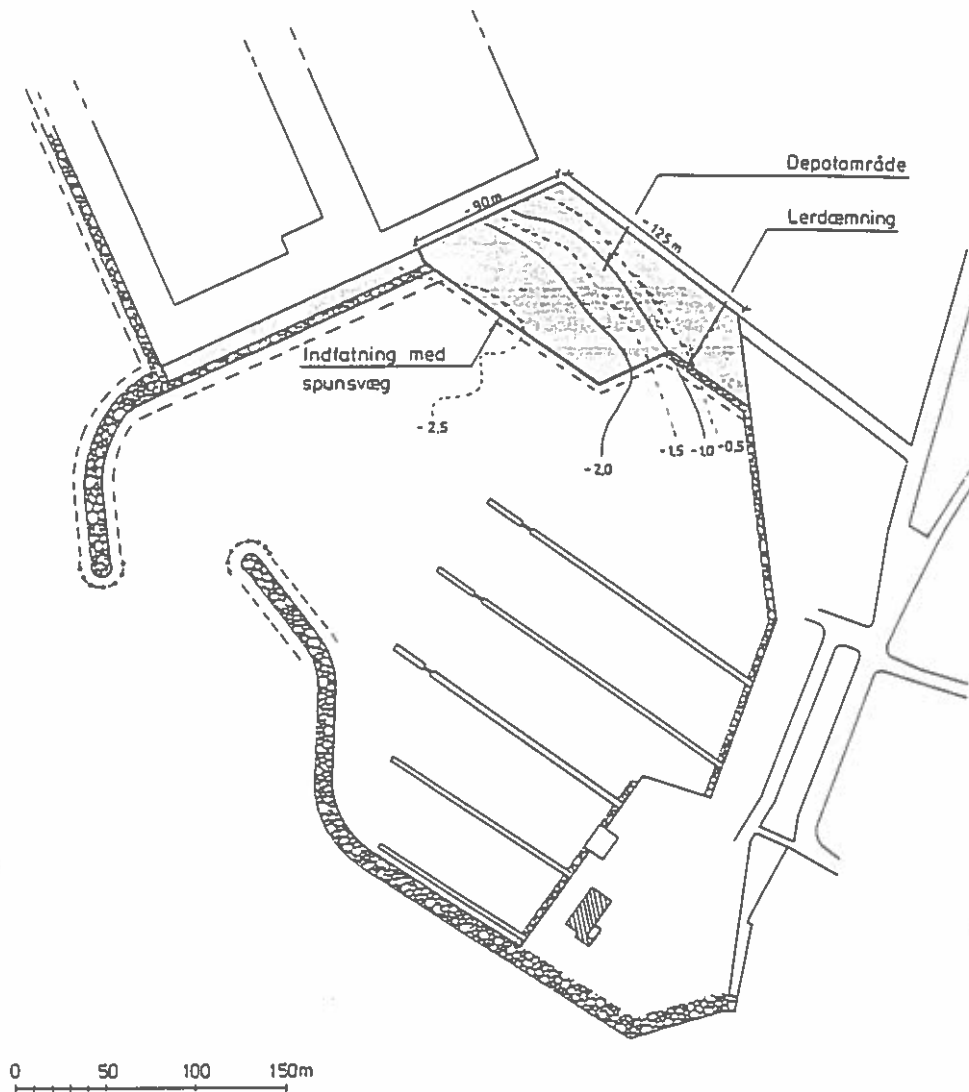 Depotområde
~90m
~125m
Lerdæmning
Indfatning med
spunsvæg
-2,5
-2,0
-1,5
-1,0
-0,5
0
50
100
150m